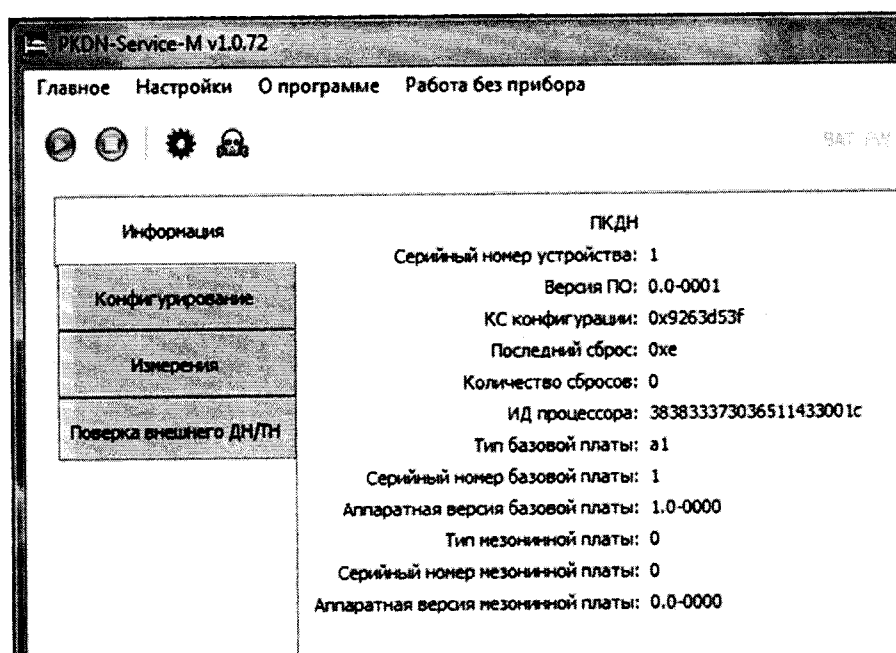 PKDN-Service-M v1.0.72
Главное Настройки О программе Работа без прибора
BAT FW
Информация
Конфигурирование
Измерения
Поверка внешнего ДН/ТН
ПКДН
Серийный номер устройства: 1
Версия ПО: 0.0-0001
КС конфигурации: 0x9263d53f
Последний сброс: 0xe
Количество сбросов: 0
ИД процессора: 383833373036511433001c
Тип базовой платы: a1
Серийный номер базовой платы: 1
Аппаратная версия базовой платы: 1.0-0000
Тип мезонинной платы: 0
Серийный номер мезонинной платы: 0
Аппаратная версия мезонинной платы: 0.0-0000